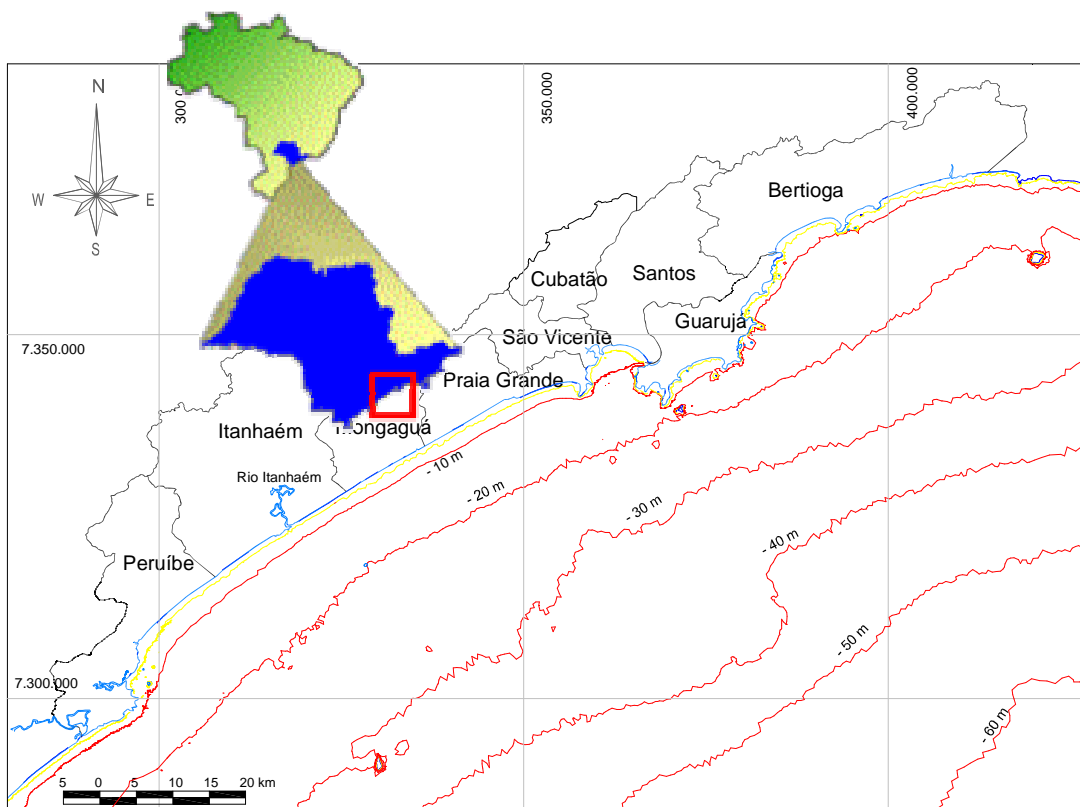 N
W
E
S
300
350.000
400.000
Bertioga
Cubatão
Santos
Guarujá
São Vicente
7.350.000
Praia Grande
Mongaguá
Itanhaém
Rio Itanhaém
- 10 m
- 20 m
- 30 m
- 40 m
- 50 m
- 60 m
Peruíbe
7.300.000
5 0 5 10 15 20 km